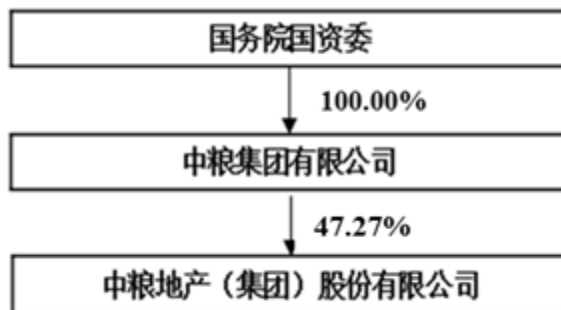 国务院国资委
100.00%
中粮集团有限公司
47.27%
中粮地产（集团）股份有限公司